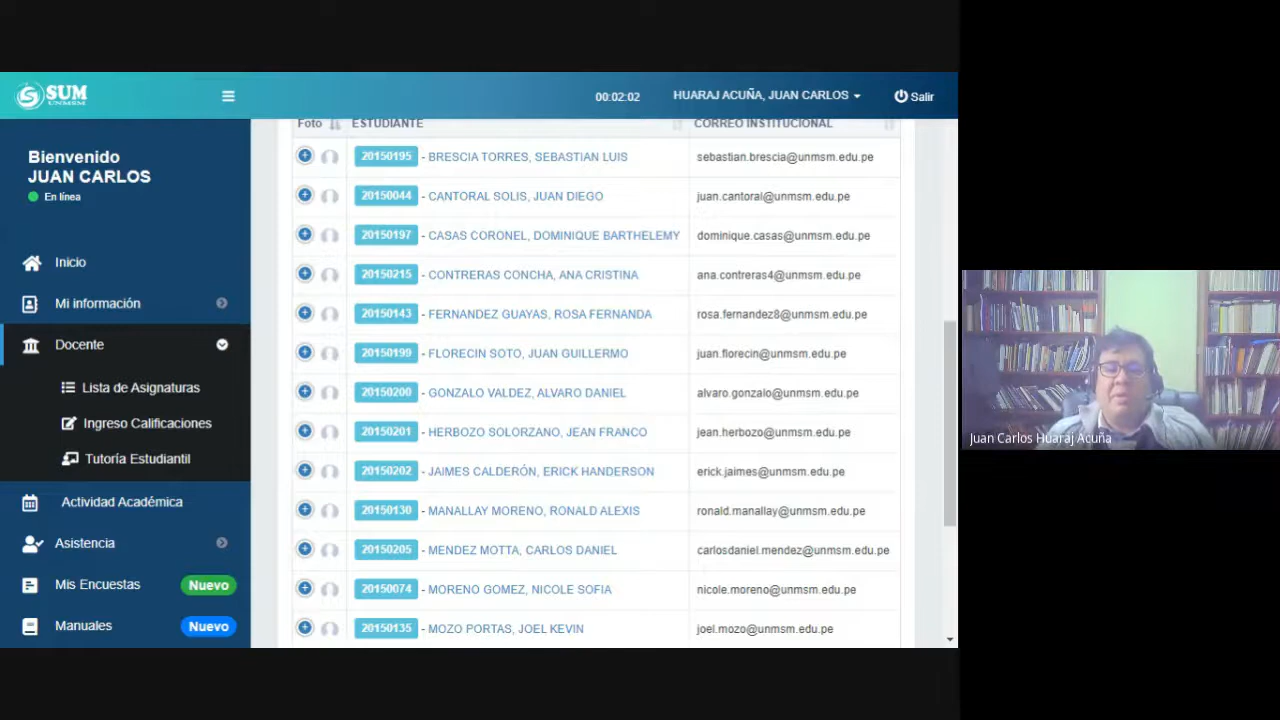 SUM
UNMSM
00:02:02
HUARAJ ACUÑA, JUAN CARLOS
Salir
Bienvenido
JUAN CARLOS
En línea
Inicio
Mi información
Docente
Lista de Asignaturas
Ingreso Calificaciones
Tutoría Estudiantil
Actividad Académica
Asistencia
Mis Encuestas Nuevo
Manuales Nuevo
Foto ESTUDIANTE CORREO INSTITUCIONAL
20150195 - BRESCIA TORRES, SEBASTIAN LUIS sebastian.brescia@unmsm.edu.pe
20150044 - CANTORAL SOLIS, JUAN DIEGO juan.cantoral@unmsm.edu.pe
20150197 - CASAS CORONEL, DOMINIQUE BARTHELEMY dominique.casas@unmsm.edu.pe
20150215 - CONTRERAS CONCHA, ANA CRISTINA ana.contreras4@unmsm.edu.pe
20150143 - FERNANDEZ GUAYAS, ROSA FERNANDA rosa.fernandez8@unmsm.edu.pe
20150199 - FLORECIN SOTO, JUAN GUILLERMO juan.florecin@unmsm.edu.pe
20150200 - GONZALO VALDEZ, ALVARO DANIEL alvaro.gonzalo@unmsm.edu.pe
20150201 - HERBOZO SOLORZANO, JEAN FRANCO jean.herbozo@unmsm.edu.pe
20150202 - JAIMES CALDERÓN, ERICK HANDERSON erick.jaimes@unmsm.edu.pe
20150130 - MANALLAY MORENO, RONALD ALEXIS ronald.manallay@unmsm.edu.pe
20150205 - MENDEZ MOTTA, CARLOS DANIEL carlosdaniel.mendez@unmsm.edu.pe
20150074 - MORENO GOMEZ, NICOLE SOFIA nicole.moreno@unmsm.edu.pe
20150135 - MOZO PORTAS, JOEL KEVIN joel.mozo@unmsm.edu.pe
Juan Carlos Huaraj Acuña